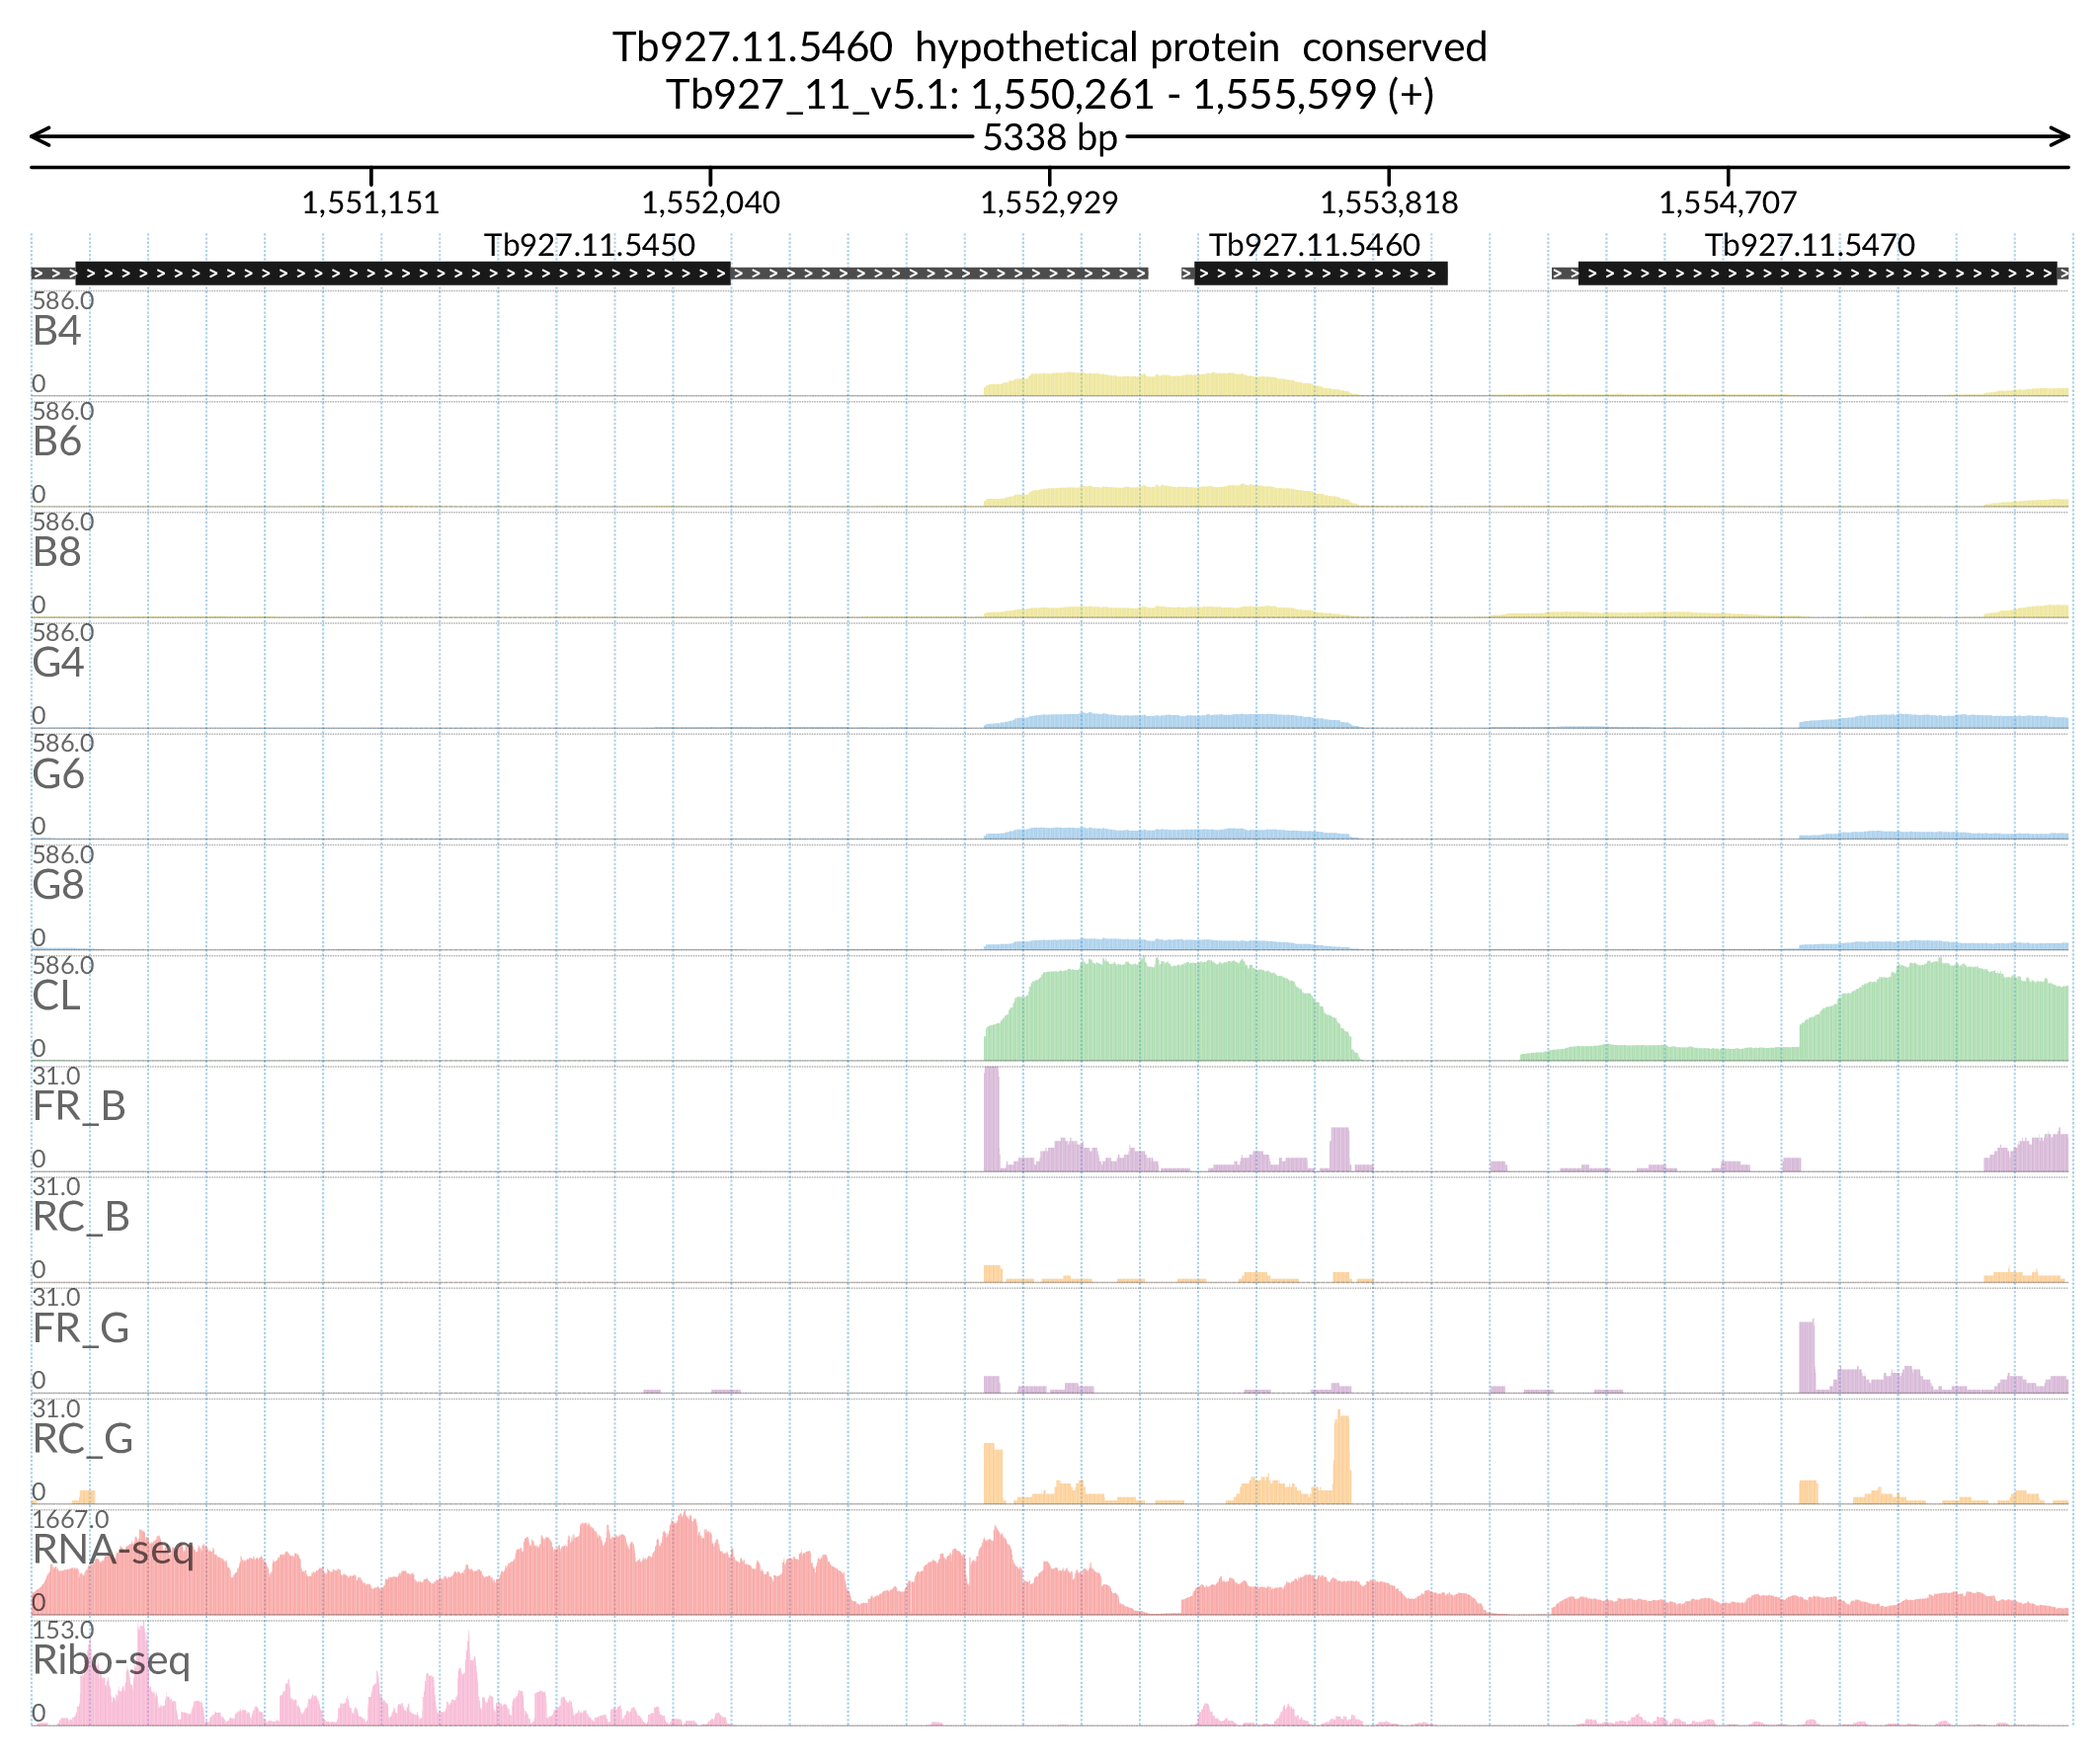 Tb927.11.5460  hypothetical protein  conserved
Tb927_11_v5.1: 1,550,261 - 1,555,599 (+)
5338 bp
1,551,151 1,552,040 1,552,929 1,553,818 1,554,707
Tb927.11.5450 Tb927.11.5460 Tb927.11.5470
586.0
B4
0
586.0
B6
0
586.0
B8
0
586.0
G4
0
586.0
G6
0
586.0
G8
0
586.0
CL
0
31.0
FR_B
0
31.0
RC_B
0
31.0
FR_G
0
31.0
RC_G
0
1667.0
RNA-seq
0
153.0
Ribo-seq
0